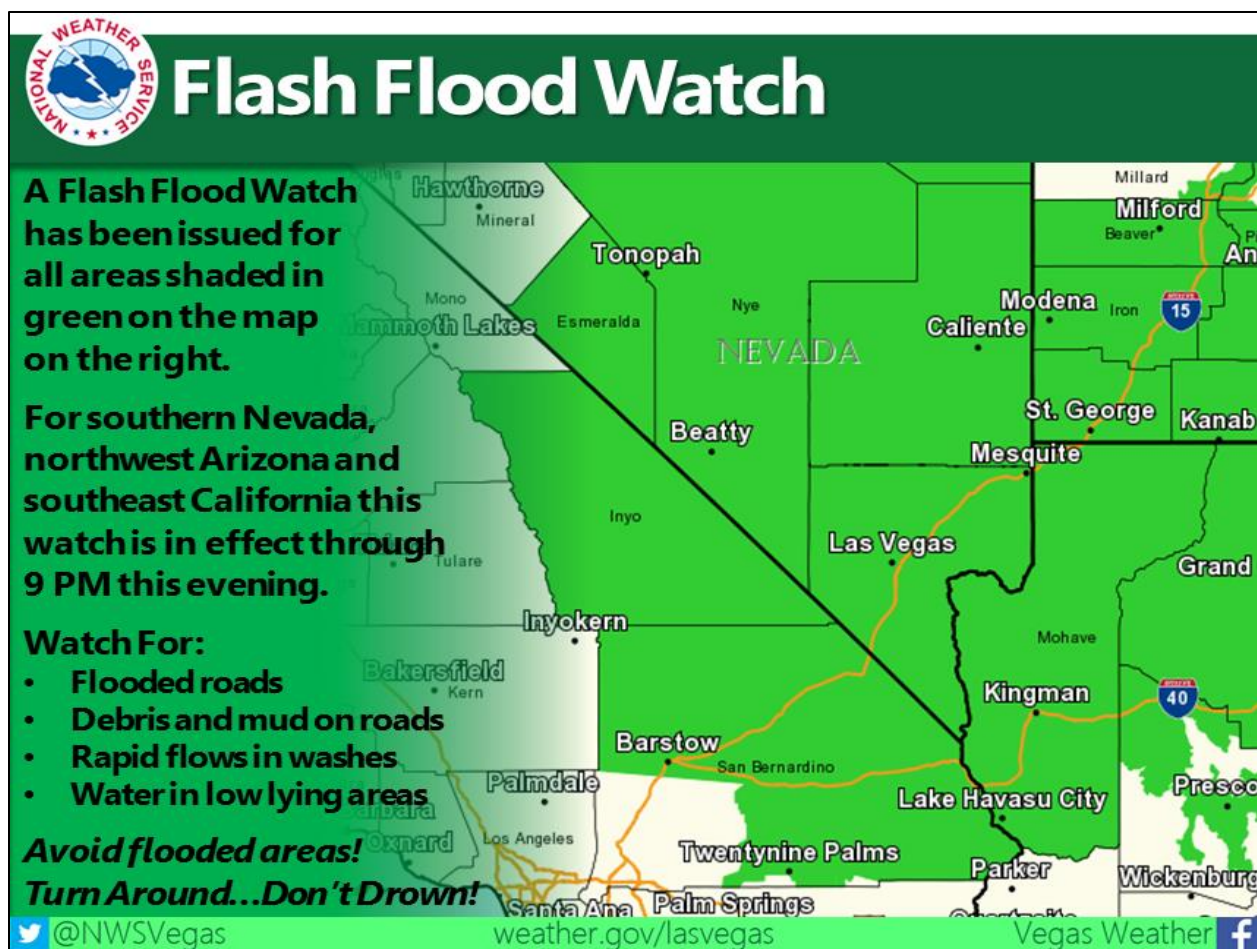 NATIONAL WEATHER SERVICE
Flash Flood Watch
A Flash Flood Watch
has been issued for
all areas shaded in
green on the map
on the right.
For southern Nevada,
northwest Arizona and
southeast California this
watch is in effect through
9 PM this evening.
Watch For:
• Flooded roads
• Debris and mud on roads
• Rapid flows in washes
• Water in low lying areas
Avoid flooded areas!
Turn Around...Don't Drown!
Hawthorne
Mineral
Millard
Milford
Beaver
Tonopah
An
Mono
Mammoth Lakes
Esmeralda
Nye
NEVADA
Caliente
Modena
Iron
15
St. George
Kanab
Beatty
Mesquite
Inyo
Las Vegas
Tulare
Grand
Inyokern
Mohave
Bakersfield
Kern
Kingman
40
Barstow
San Bernardino
Palmdale
Lake Havasu City
Presco
Oxnard
Los Angeles
Twentynine Palms
Parker
Wickenburg
Santa Ana
Palm Springs
@NWSVegas
weather.gov/lasvegas
Vegas Weather